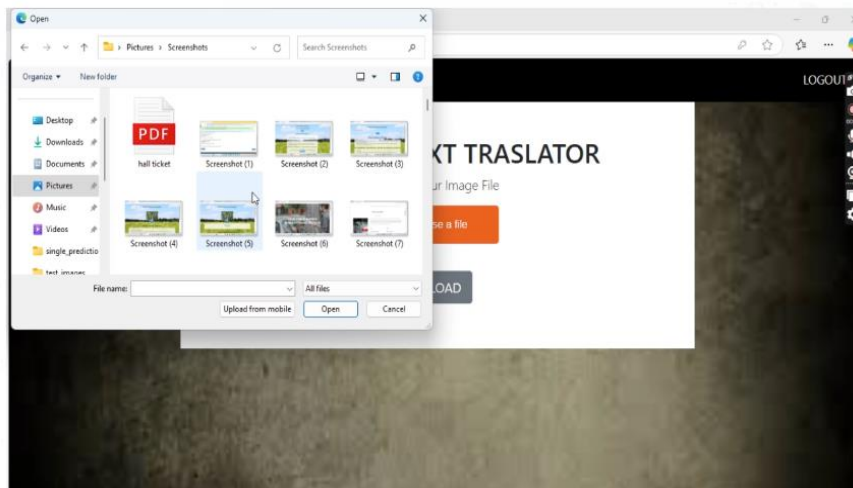 Open
Pictures > Screenshots
Search Screenshots
Organize
New folder
Desktop
Downloads
Documents
Pictures
Music
Videos
single_predictio
test_images
PDF
hall ticket
Screenshot (1)
Screenshot (2)
Screenshot (3)
Screenshot (4)
Screenshot (5)
Screenshot (6)
Screenshot (7)
File name:
All files
Upload from mobile
Open
Cancel
LOGOUT
XT TRASLATOR
ur Image File
se a file
LOAD